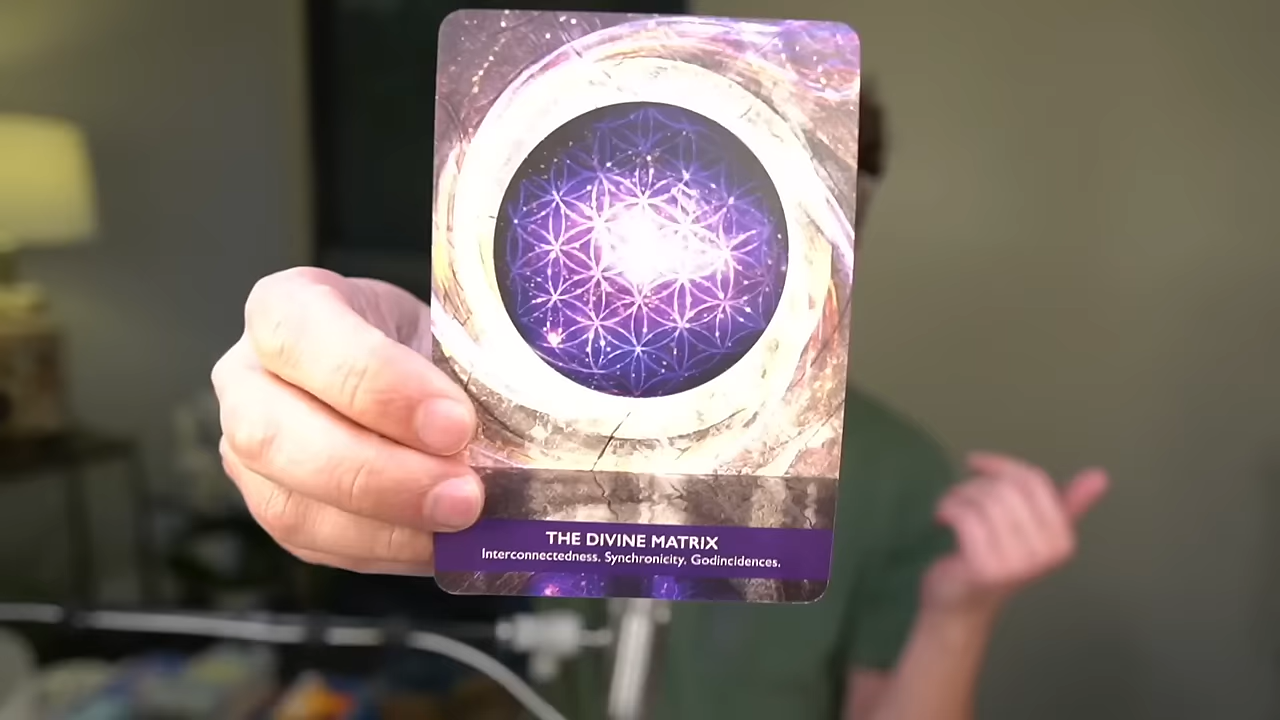 THE DIVINE MATRIX
Interconnectedness. Synchronicity. Godincidences.